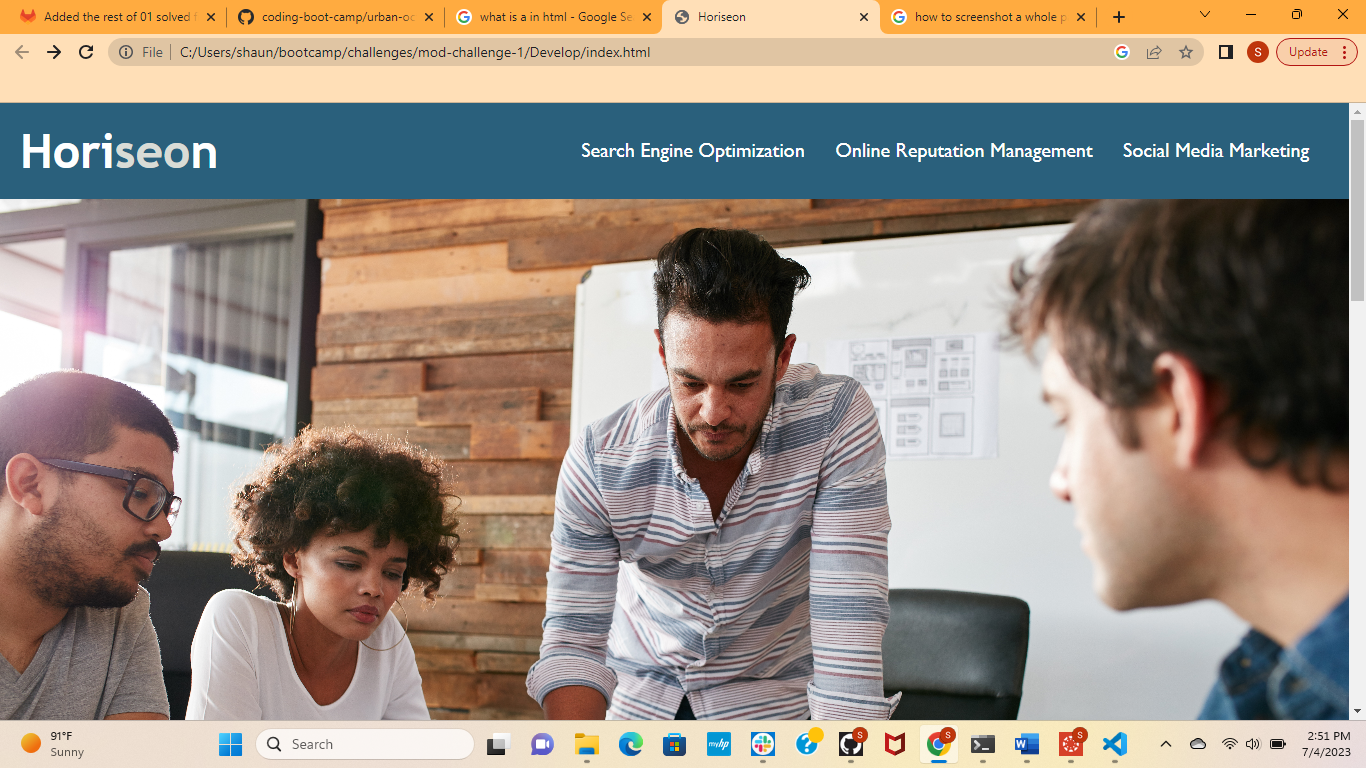 Added the rest of 01 solved f
coding-boot-camp/urban-oc
what is a in html - Google Se
Horiseon
how to screenshot a whole p
File
C:/Users/shaun/bootcamp/challenges/mod-challenge-1/Develop/index.html
S
Update
Horiseon
Search Engine Optimization
Online Reputation Management
Social Media Marketing
91°F
Sunny
Search
myhp
S
S
S
2:51 PM
7/4/2023